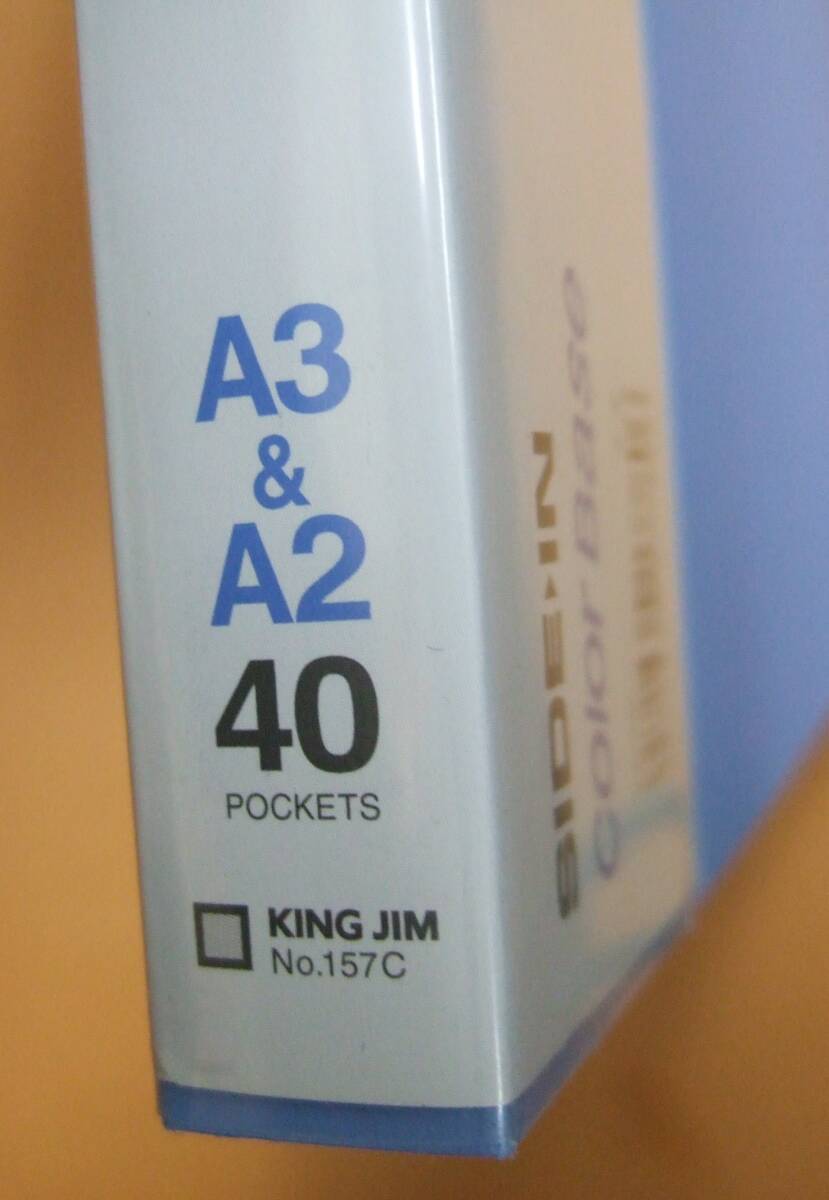 A3
&
A2
40
POCKETS
KING JIM
No.157C
SIDE-IN
color Base